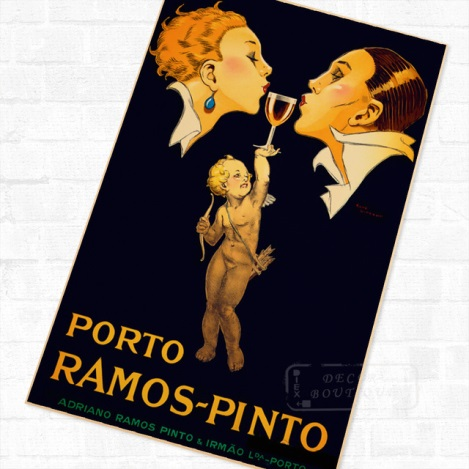 PORTO
RAMOS-PINTO
ADRIANO RAMOS PINTO & IRMÃO LDA-PORTO